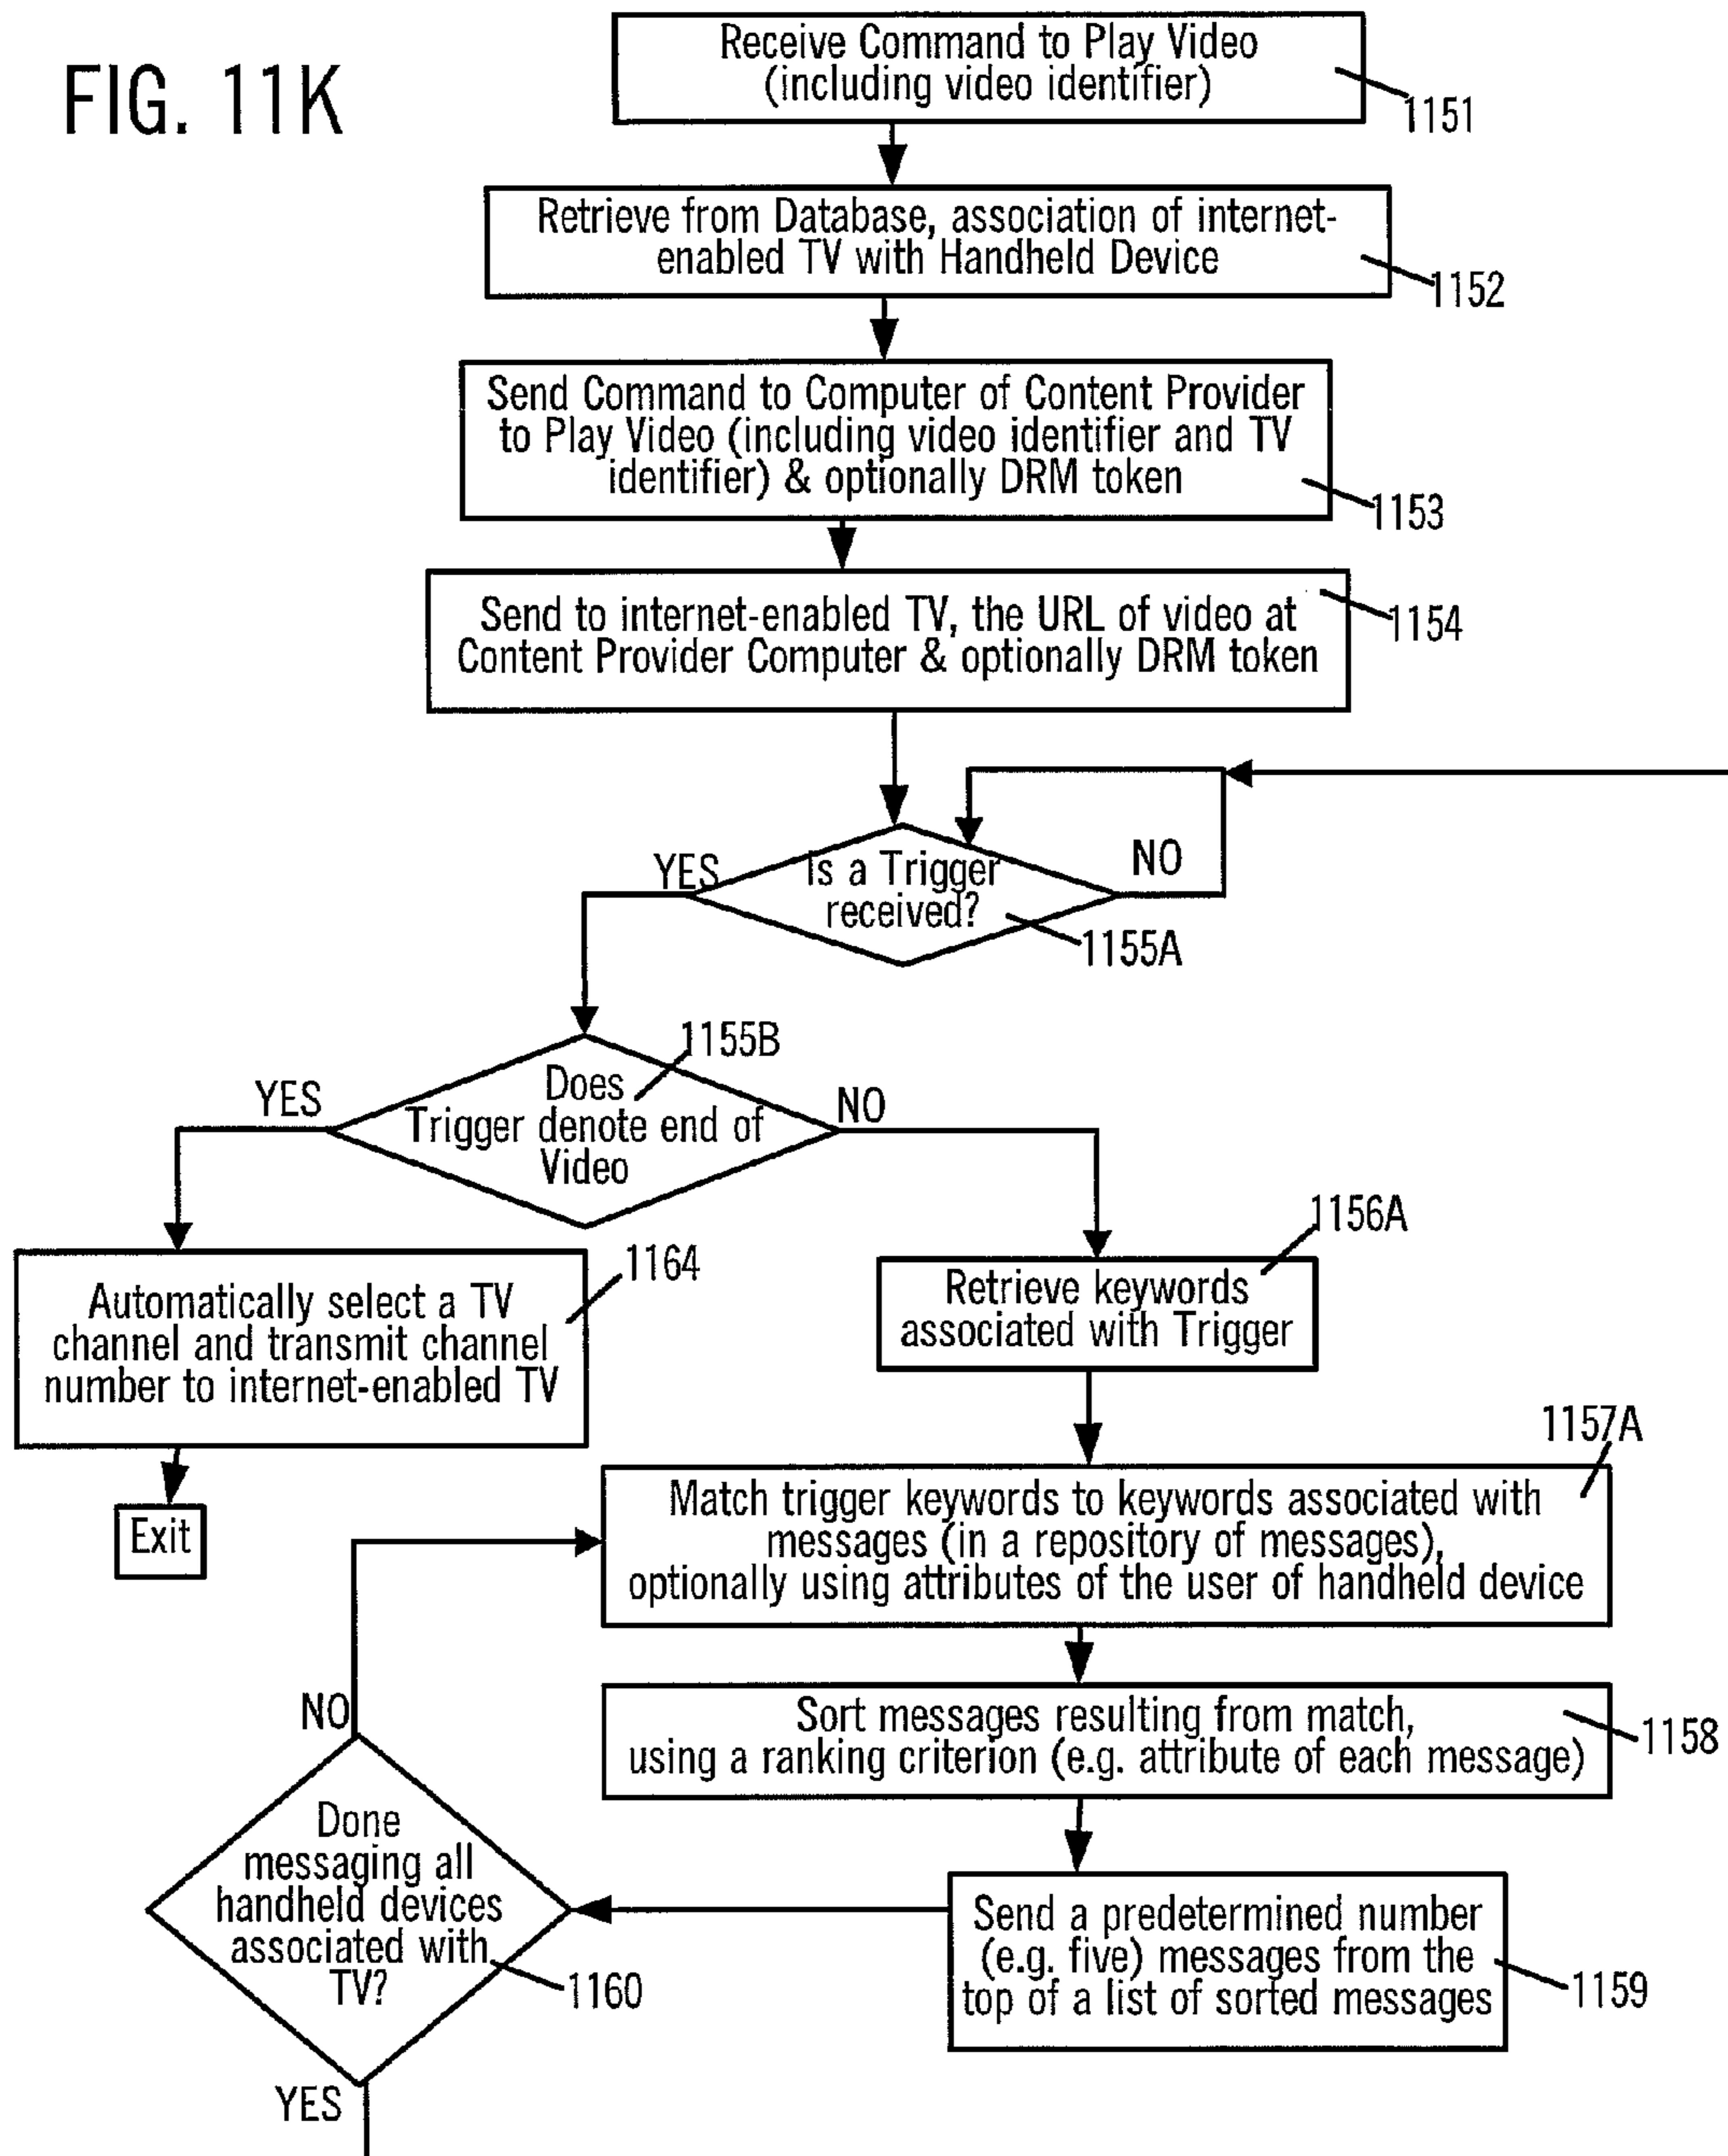 FIG. 11K
Receive Command to Play Video
(including video identifier)
1151
Retrieve from Database, association of internet-
enabled TV with Handheld Device
1152
Send Command to Computer of Content Provider
to Play Video (including video identifier and TV
identifier) & optionally DRM token
1153
Send to internet-enabled TV, the URL of video at
Content Provider Computer & optionally DRM token
1154
YES
Is a Trigger
received?
NO
1155A
1155B
YES
Does
Trigger denote end of
Video
NO
1156A
1164
Automatically select a TV
channel and transmit channel
number to internet-enabled TV
Retrieve keywords
associated with Trigger
Exit
1157A
Match trigger keywords to keywords associated with
messages (in a repository of messages),
optionally using attributes of the user of handheld device
NO
Sort messages resulting from match,
using a ranking criterion (e.g. attribute of each message)
1158
Done
messaging all
handheld devices
associated with
TV?
1160
Send a predetermined number
(e.g. five) messages from the
top of a list of sorted messages
1159
YES